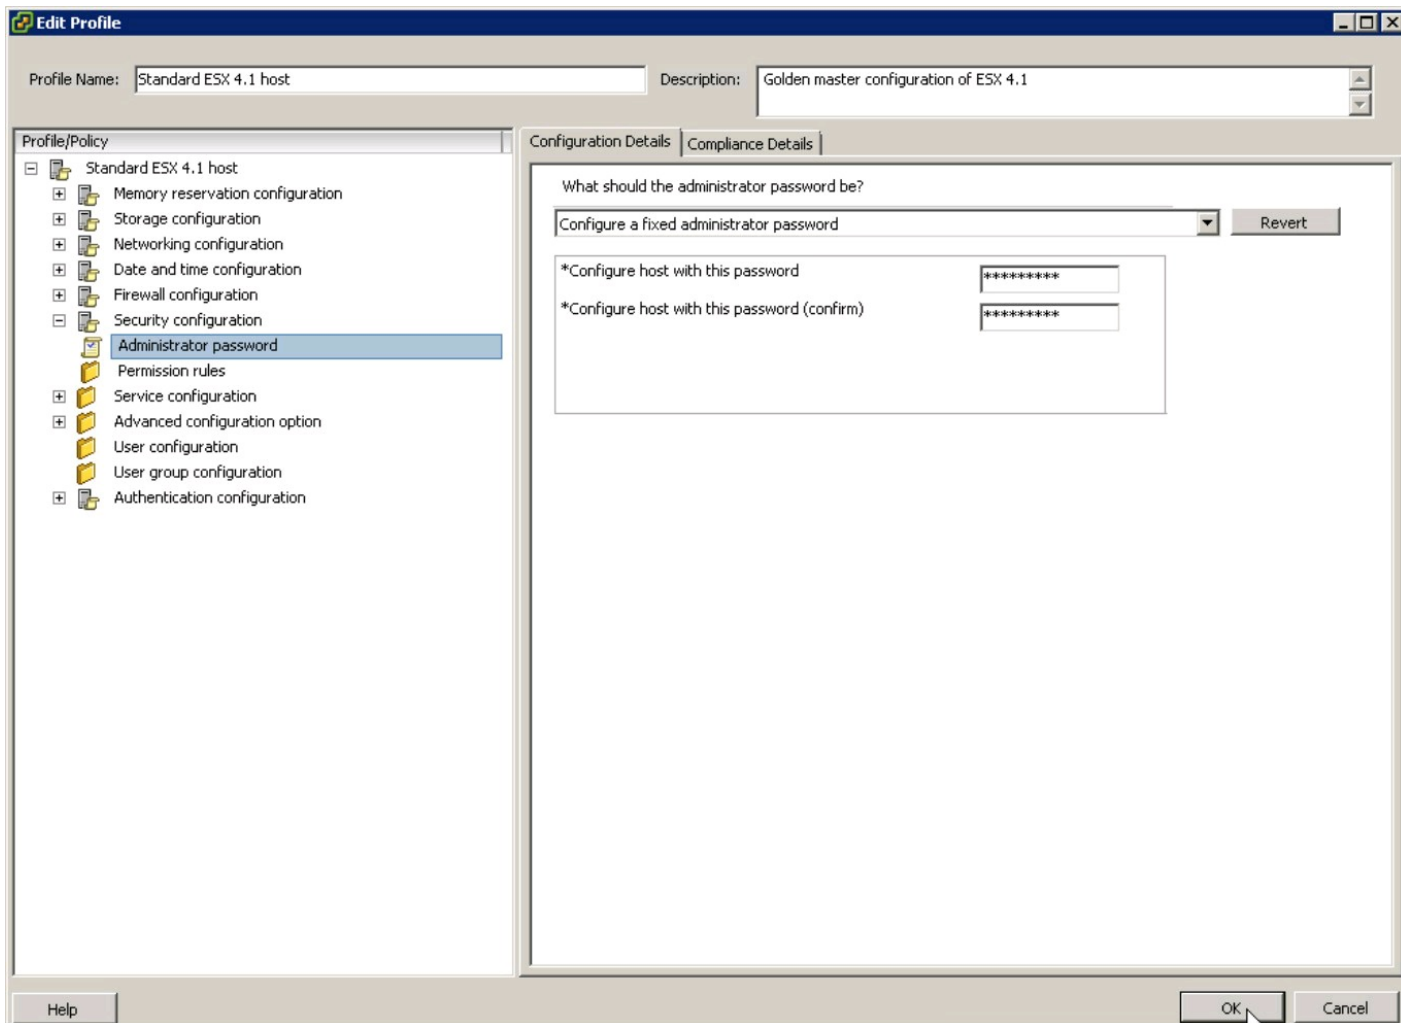 Edit Profile
Profile Name: Standard ESX 4.1 host Description: Golden master configuration of ESX 4.1
Profile/Policy
Standard ESX 4.1 host
Memory reservation configuration
Storage configuration
Networking configuration
Date and time configuration
Firewall configuration
Security configuration
Administrator password
Permission rules
Service configuration
Advanced configuration option
User configuration
User group configuration
Authentication configuration
Configuration Details Compliance Details
What should the administrator password be?
Configure a fixed administrator password Revert
*Configure host with this password *********
*Configure host with this password (confirm) *********
Help OK Cancel